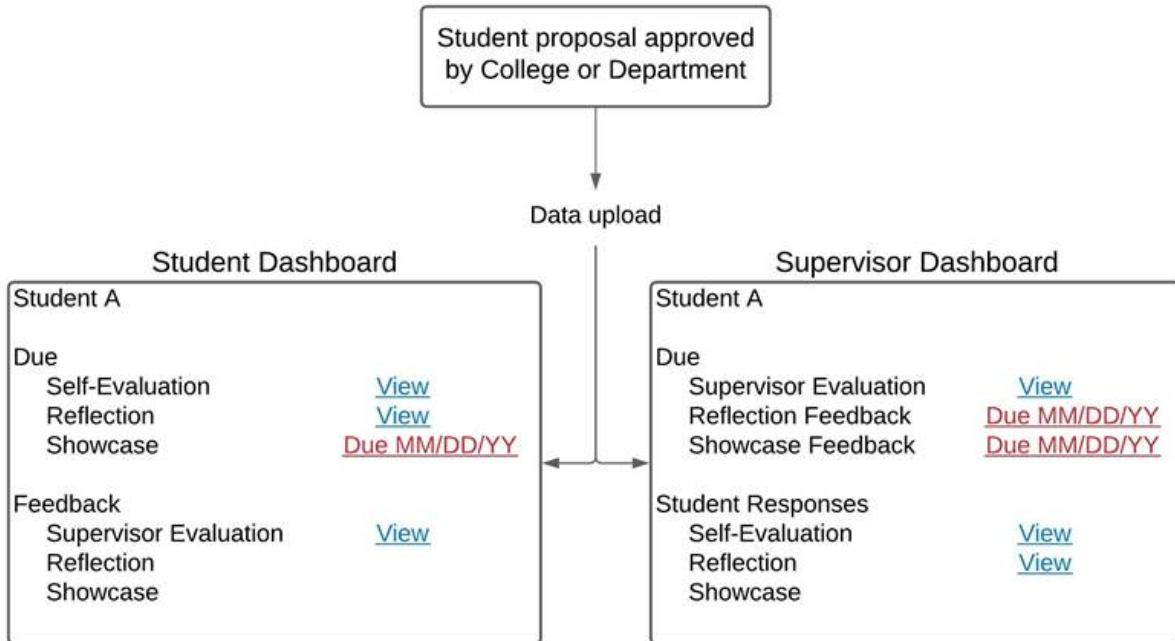 Student proposal approved
by College or Department
Data upload
Student Dashboard
Student A
Due
Self-Evaluation View
Reflection View
Showcase Due MM/DD/YY
Feedback
Supervisor Evaluation View
Reflection
Showcase
Supervisor Dashboard
Student A
Due
Supervisor Evaluation View
Reflection Feedback Due MM/DD/YY
Showcase Feedback Due MM/DD/YY
Student Responses
Self-Evaluation View
Reflection View
Showcase